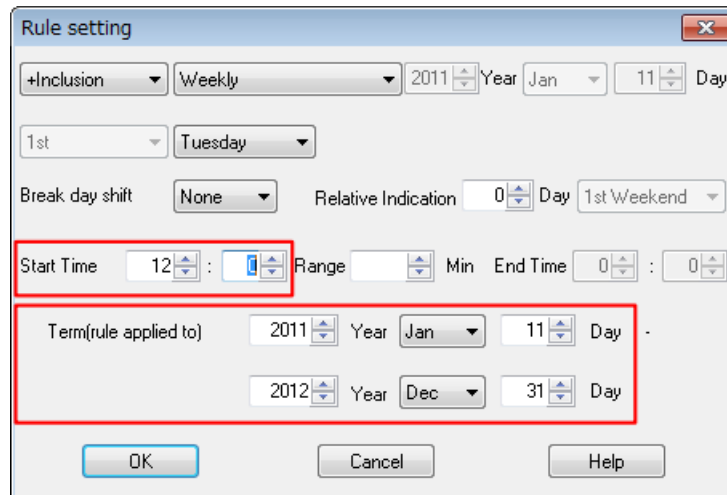 Rule setting
+Inclusion Weekly 2011 Year Jan 11 Day
1st Tuesday
Break day shift None Relative Indication 0 Day 1st Weekend
Start Time 12 : 0 Range Min End Time 0 : 0
Term(rule applied to) 2011 Year Jan 11 Day -
2012 Year Dec 31 Day
OK Cancel Help